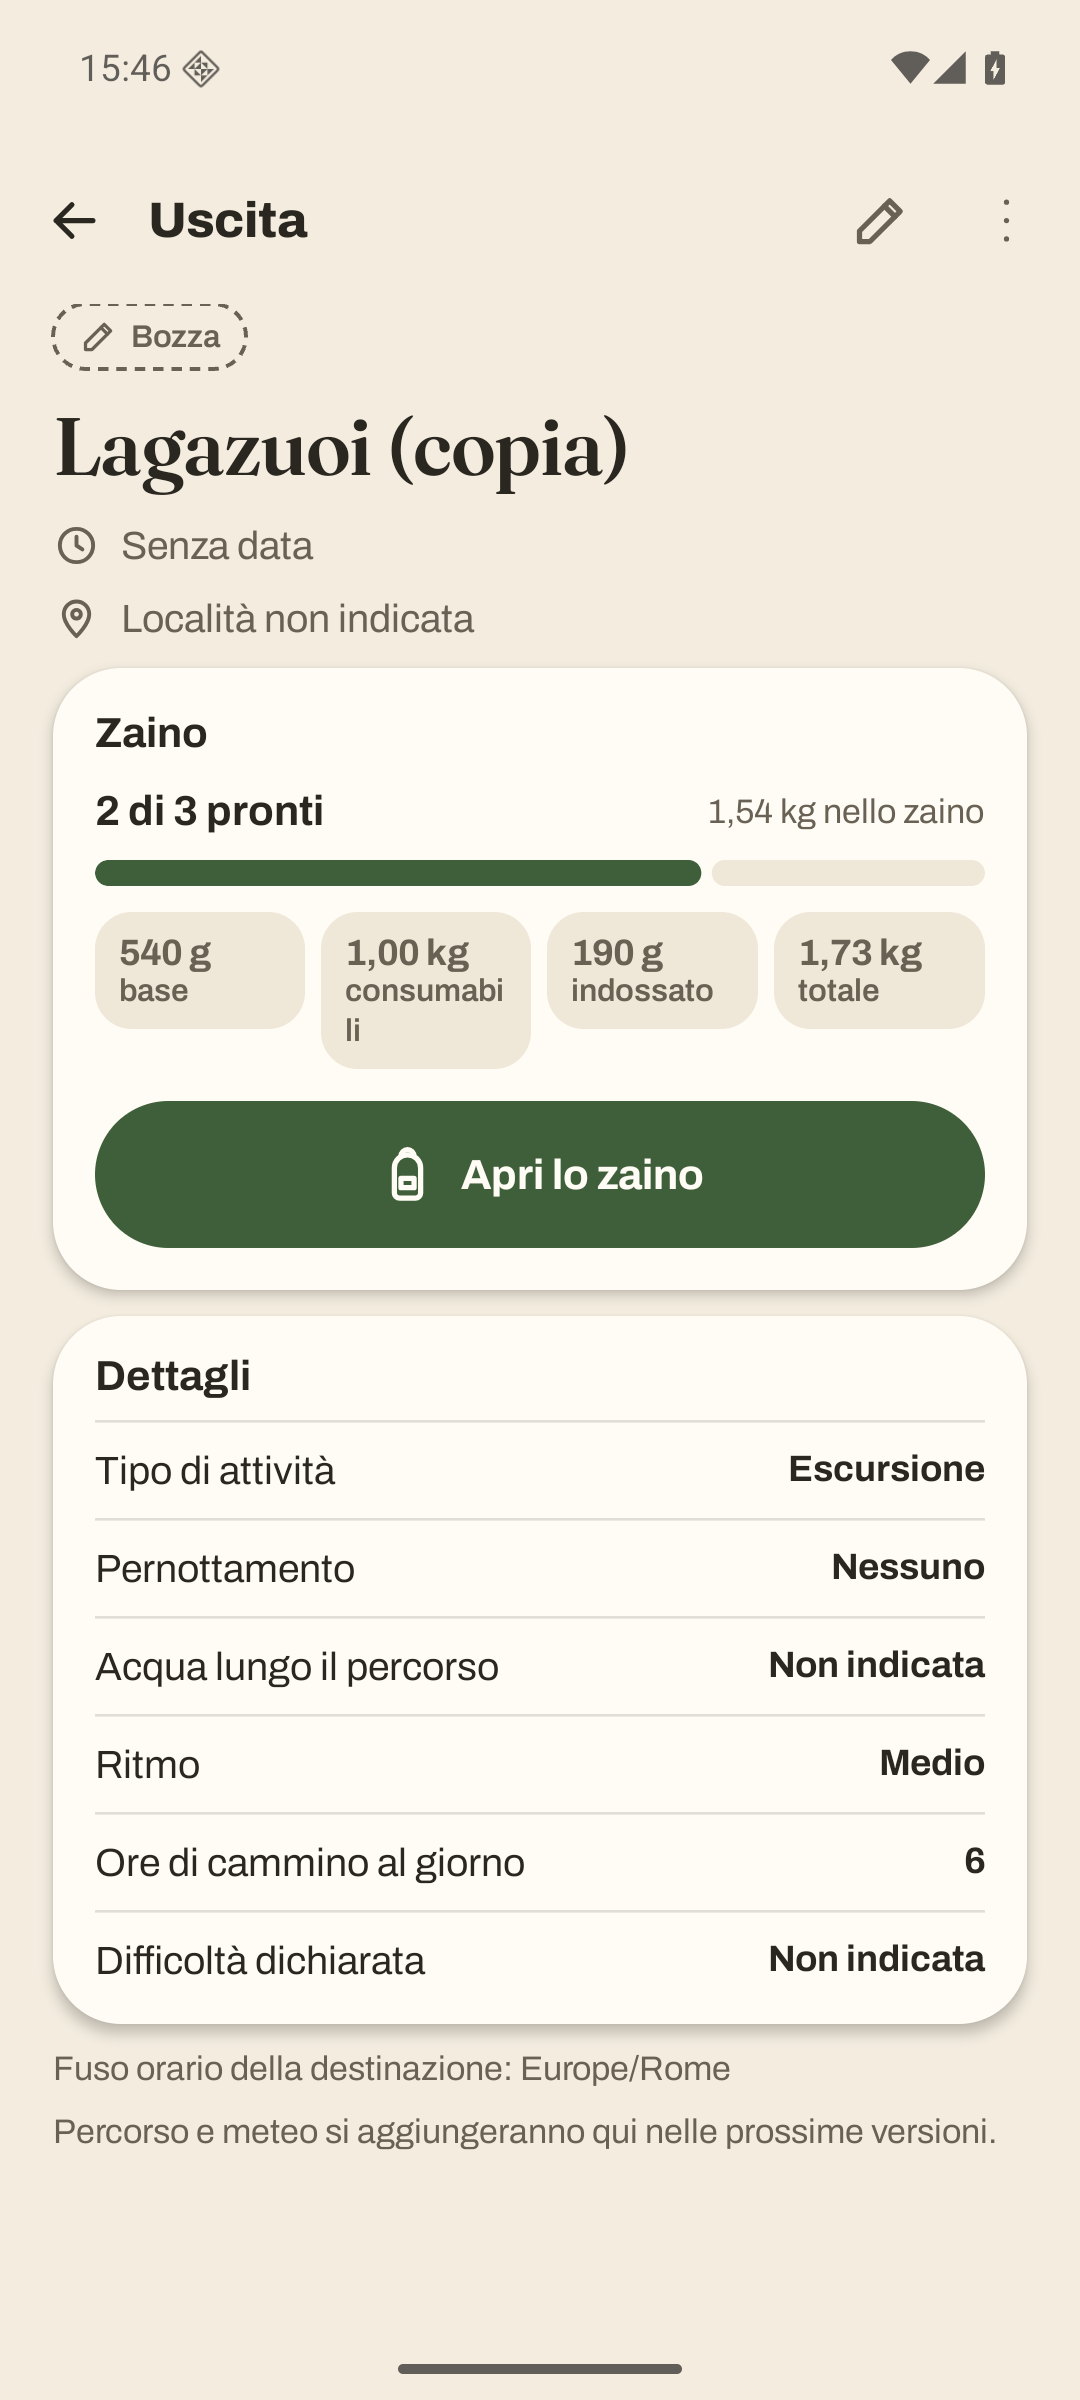 15:46
Uscita
Bozza
Lagazuoi (copia)
Senza data
Località non indicata
Zaino
2 di 3 pronti
1,54 kg nello zaino
540 g
base
1,00 kg
consumabi
li
190 g
indossato
1,73 kg
totale
Apri lo zaino
Dettagli
Tipo di attività
Escursione
Pernottamento
Nessuno
Acqua lungo il percorso
Non indicata
Ritmo
Medio
Ore di cammino al giorno
6
Difficoltà dichiarata
Non indicata
Fuso orario della destinazione: Europe/Rome
Percorso e meteo si aggiungeranno qui nelle prossime versioni.